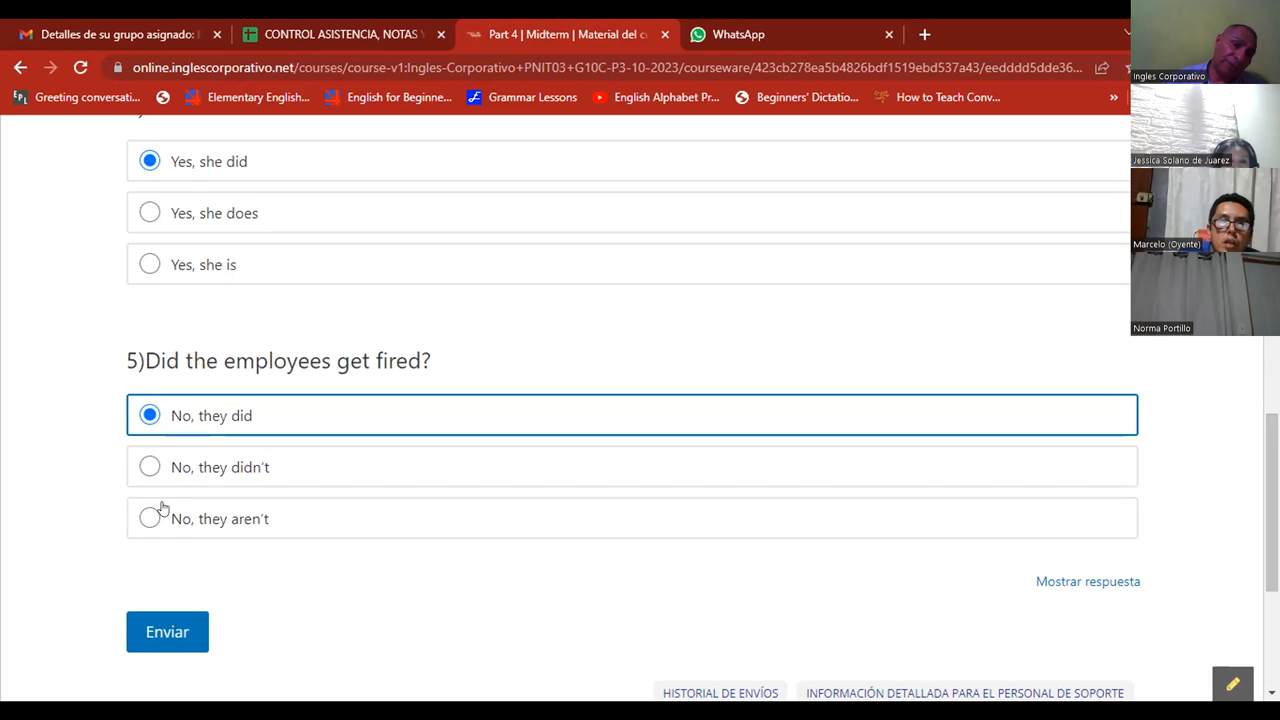 Detalles de su grupo asignado:
CONTROL ASISTENCIA, NOTAS
Part 4 | Midterm | Material del c
WhatsApp
online.inglescorporativo.net/courses/course-v1:Ingles-Corporativo+PNIT03+G10C-P3-10-2023/courseware/423cb278ea5b4826bdf1519ebd537a43/eedddd5dde36...
Greeting conversati...
Elementary English...
English for Beginne...
Grammar Lessons
English Alphabet Pr...
Beginners' Dictatio...
How to Teach Conv...
»
Ingles Corporativo
Jessica Solano de Juarez
Marcelo (Oyente)
Norma Portillo
Yes, she did
Yes, she does
Yes, she is
5)Did the employees get fired?
No, they did
No, they didn't
No, they aren't
Mostrar respuesta
Enviar
HISTORIAL DE ENVÍOS
INFORMACIÓN DETALLADA PARA EL PERSONAL DE SOPORTE